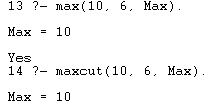 13 ?- max(10, 6, Max).
Max = 10
Yes
14 ?- maxcut(10, 6, Max).
Max = 10